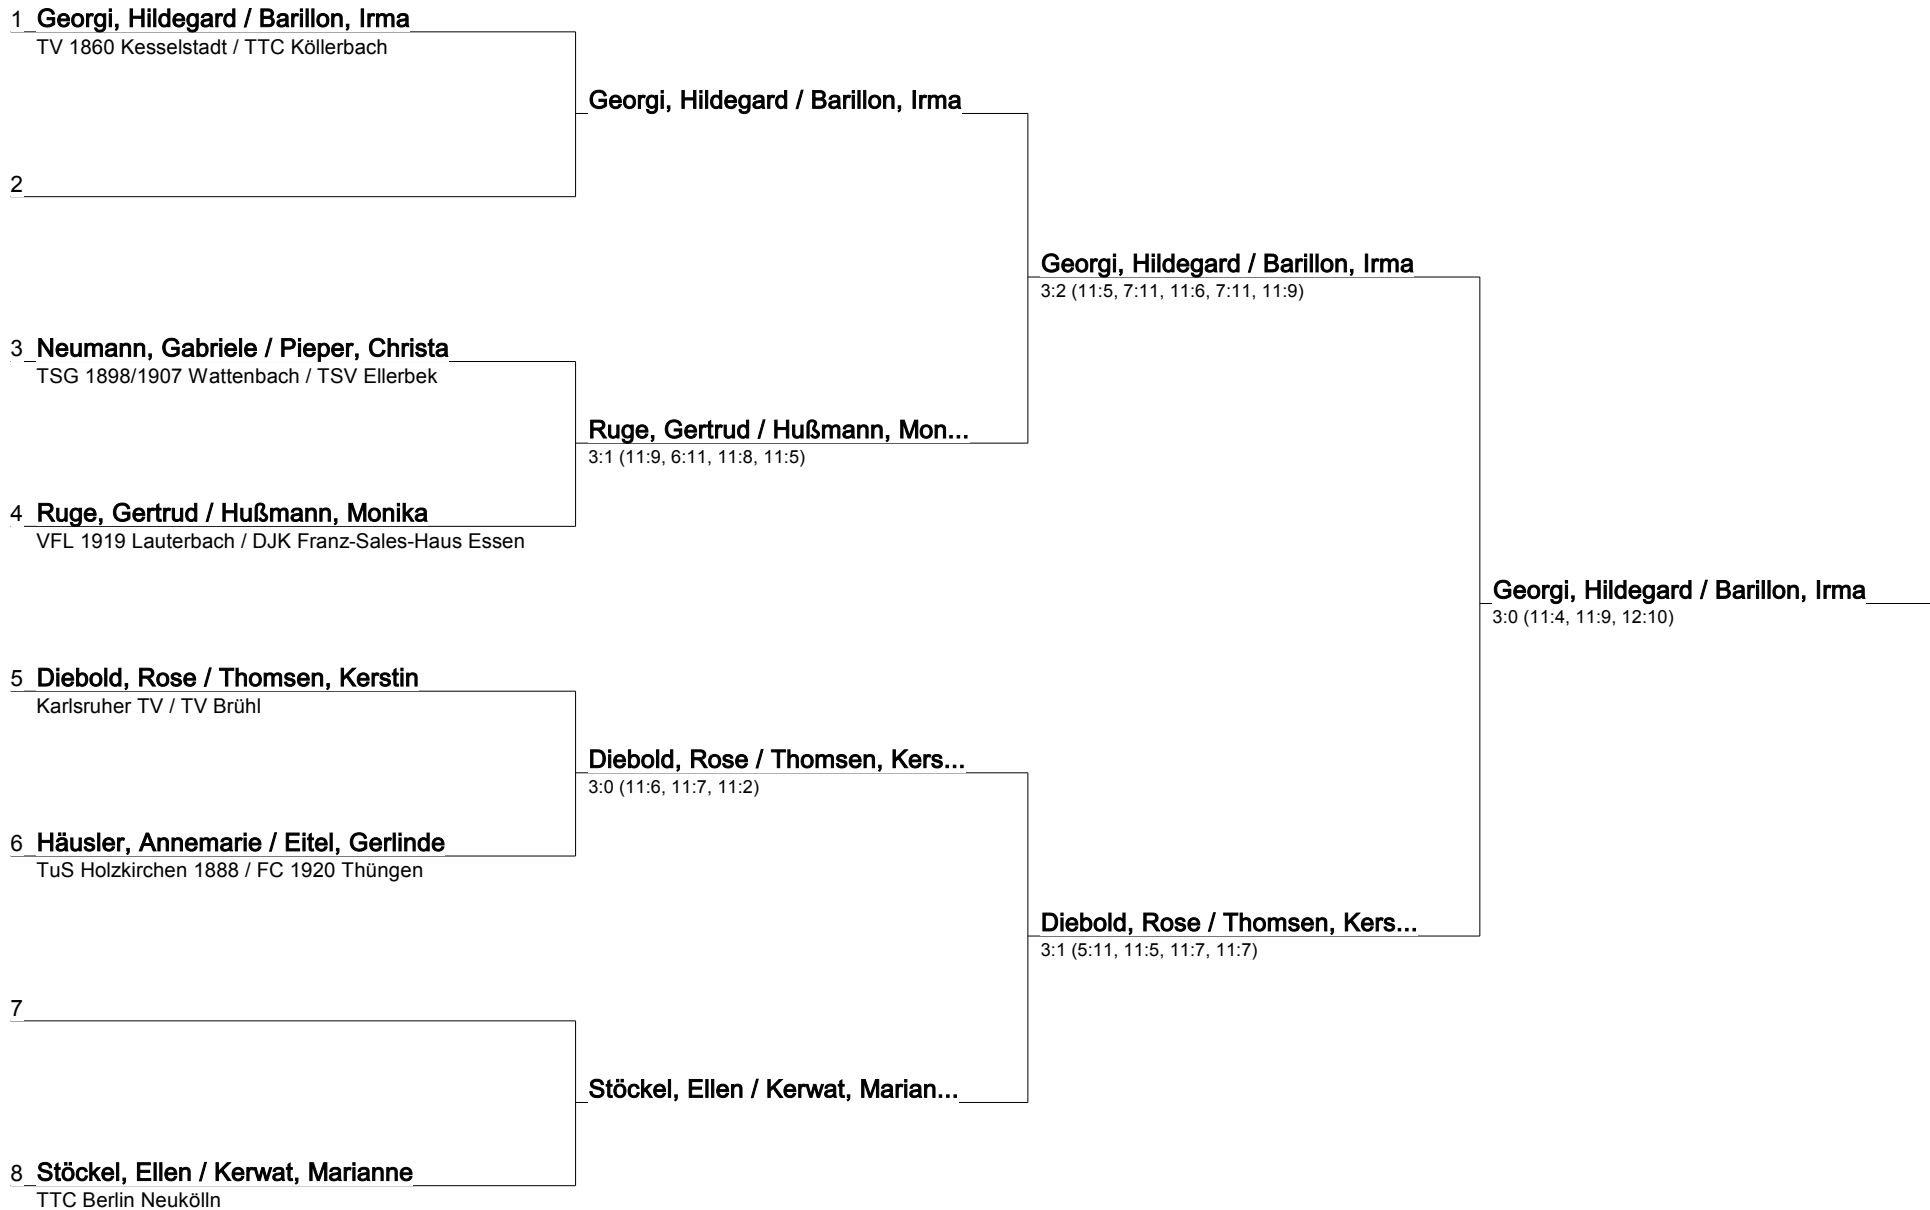 1 Georgi, Hildegard / Barillon, Irma
TV 1860 Kesselstadt / TTC Köllerbach
Georgi, Hildegard / Barillon, Irma
2
Georgi, Hildegard / Barillon, Irma
3:2 (11:5, 7:11, 11:6, 7:11, 11:9)
3 Neumann, Gabriele / Pieper, Christa
TSG 1898/1907 Wattenbach / TSV Ellerbek
Ruge, Gertrud / Hußmann, Mon...
3:1 (11:9, 6:11, 11:8, 11:5)
4 Ruge, Gertrud / Hußmann, Monika
VFL 1919 Lauterbach / DJK Franz-Sales-Haus Essen
Georgi, Hildegard / Barillon, Irma
3:0 (11:4, 11:9, 12:10)
5 Diebold, Rose / Thomsen, Kerstin
Karlsruher TV / TV Brühl
Diebold, Rose / Thomsen, Kers...
3:0 (11:6, 11:7, 11:2)
6 Häusler, Annemarie / Eitel, Gerlinde
TuS Holzkirchen 1888 / FC 1920 Thüngen
Diebold, Rose / Thomsen, Kers...
3:1 (5:11, 11:5, 11:7, 11:7)
7
Stöckel, Ellen / Kerwat, Marian...
8 Stöckel, Ellen / Kerwat, Marianne
TTC Berlin Neukölln